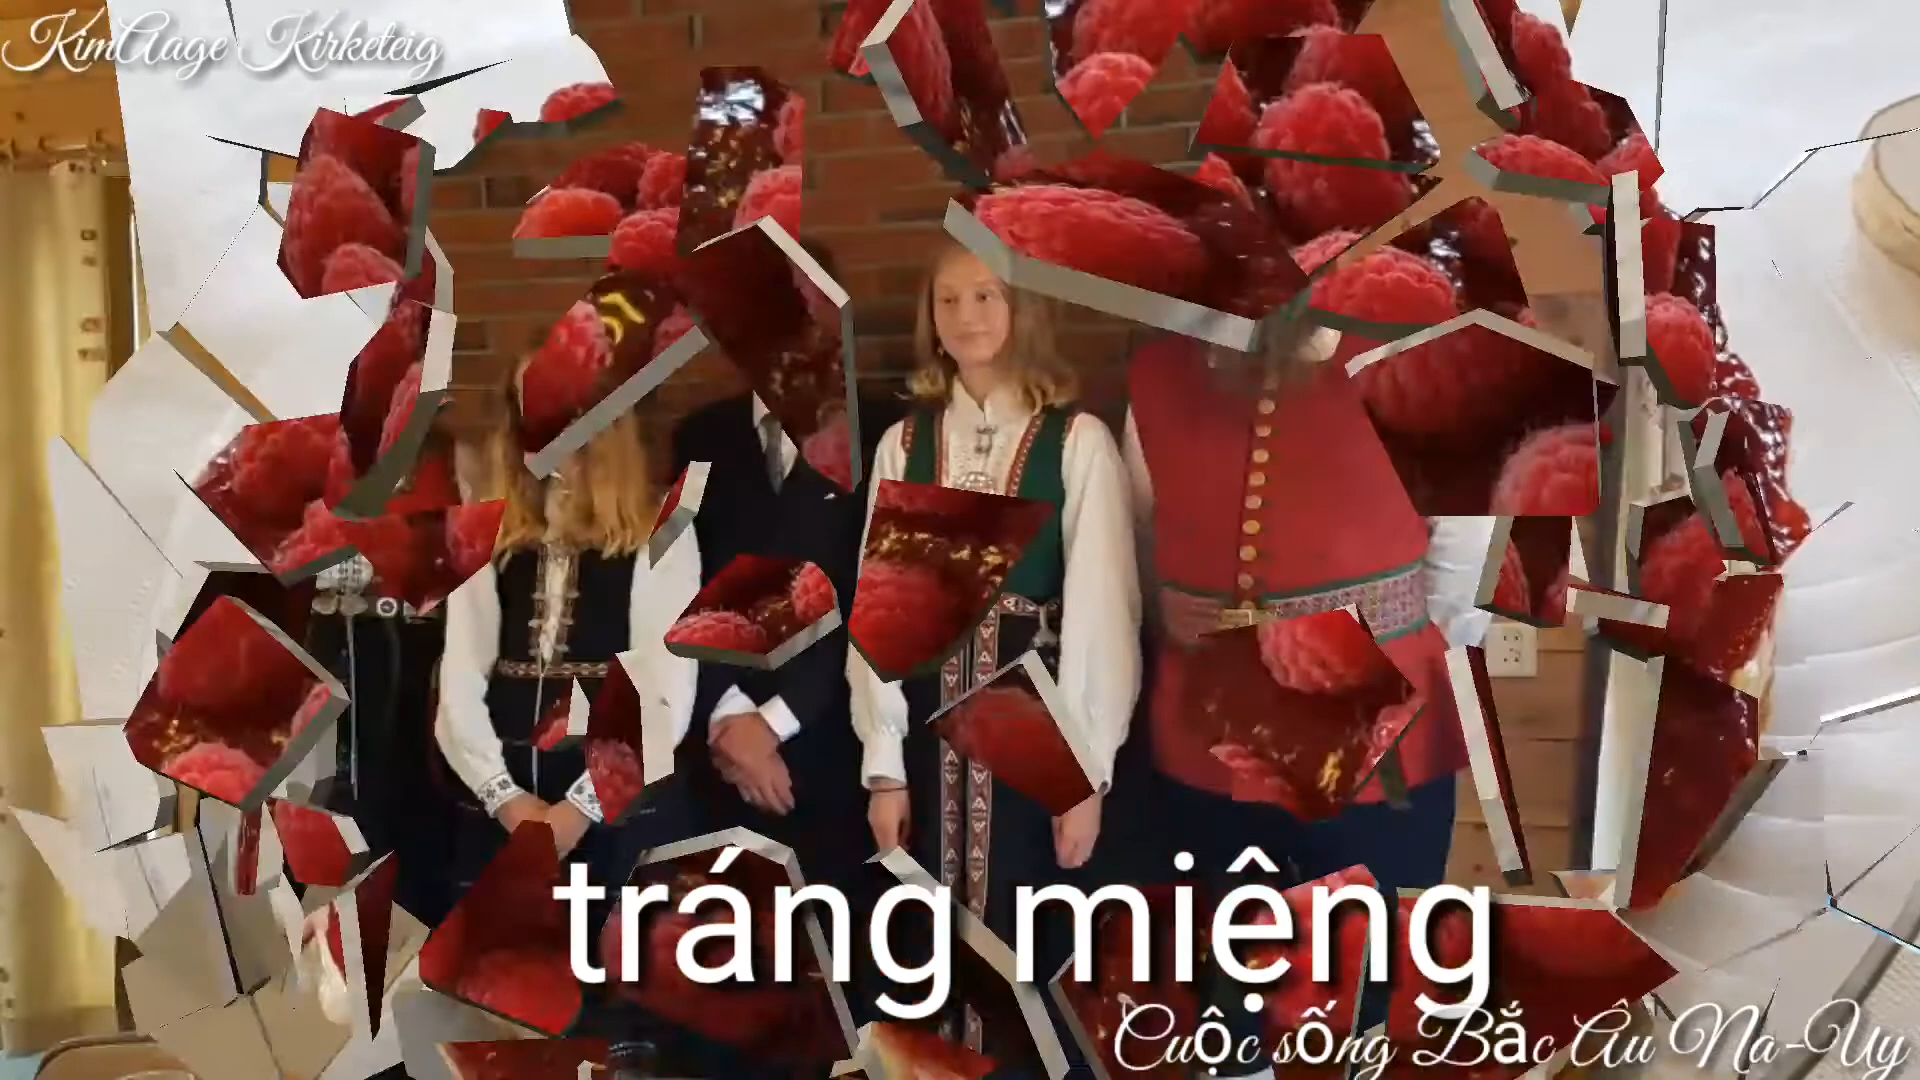 KimAage Kirketeig
tráng miệng
Cuộc sống Bắc Âu Na-Uy